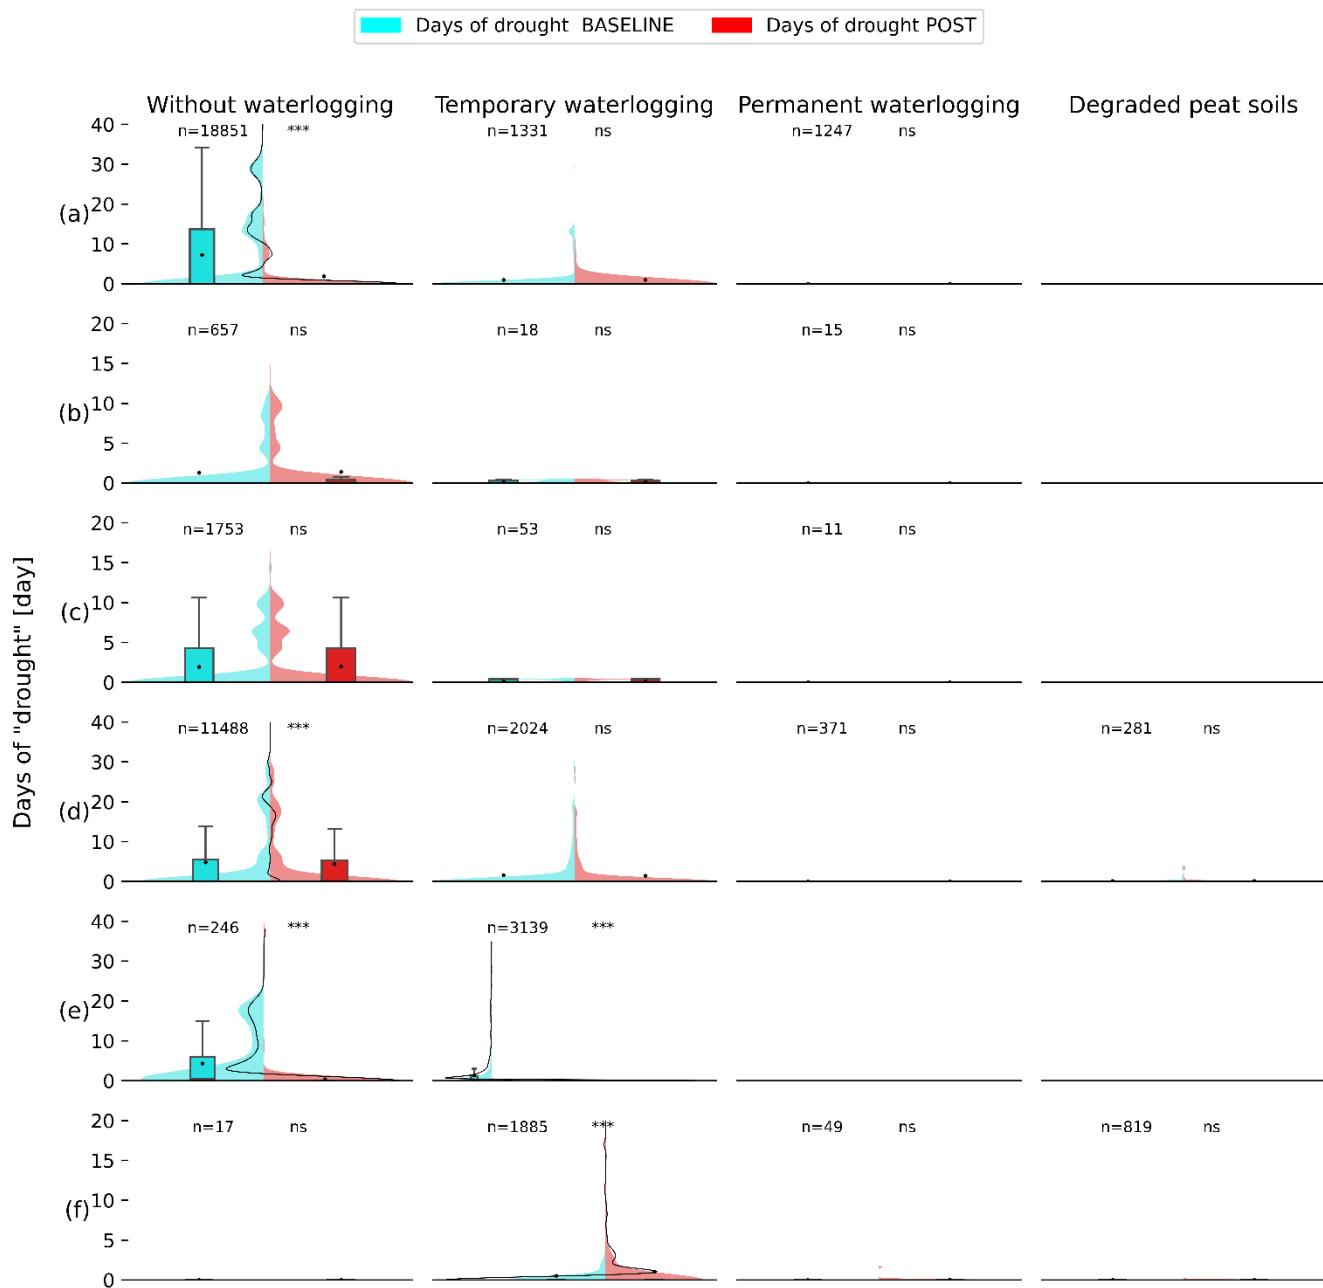 Days of drought BASELINE Days of drought POST
Without waterlogging Temporary waterlogging Permanent waterlogging Degraded peat soils
(a) 40 30 20 10 0 n=18851 *** n=1331 ns n=1247 ns
(b) 20 15 10 5 0 n=657 ns n=18 ns n=15 ns
(c) 20 15 10 5 0 n=1753 ns n=53 ns n=11 ns
(d) 40 30 20 10 0 n=11488 *** n=2024 ns n=371 ns n=281 ns
(e) 40 30 20 10 0 n=246 *** n=3139 ***
(f) 20 15 10 5 0 n=17 ns n=1885 *** n=49 ns n=819 ns
Days of "drought" [day]